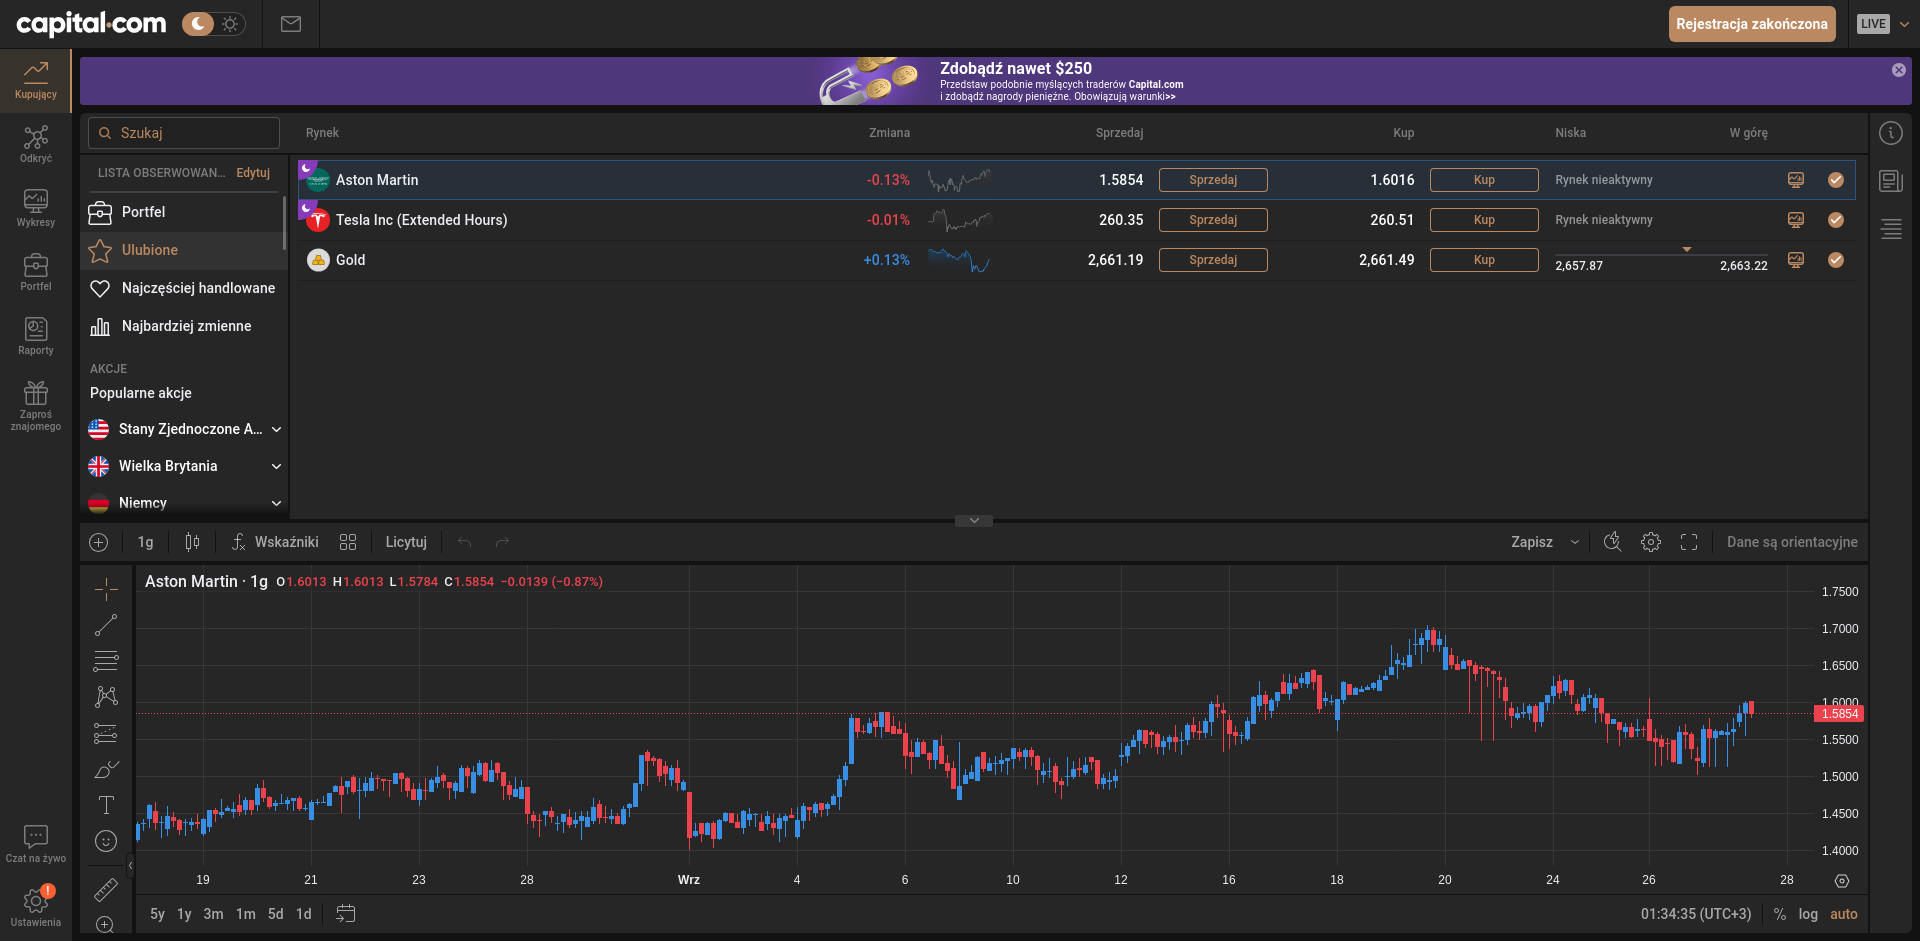 capital.com
Rejestracja zakończona
LIVE
Kupujący
Odkryć
Wykresy
Portfel
Raporty
Zaproś
znajomego
Czat na żywo
!
Ustawienia
Zdobądź nawet $250
Przedstaw podobnie myślących traderów Capital.com
i zdobądź nagrody pieniężne. Obowiązują warunki>>
Szukaj
LISTA OBSERWOWAN... Edytuj
Portfel
Ulubione
Najczęściej handlowane
Najbardziej zmienne
AKCJE
Popularne akcje
Stany Zjednoczone A...
Wielka Brytania
Niemcy
Rynek Zmiana Sprzedaj Kup Niska W górę
Aston Martin -0.13% 1.5854 Sprzedaj 1.6016 Kup Rynek nieaktywny
Tesla Inc (Extended Hours) -0.01% 260.35 Sprzedaj 260.51 Kup Rynek nieaktywny
Gold +0.13% 2,661.19 Sprzedaj 2,661.49 Kup 2,657.87 2,663.22
1g Wskaźniki Licytuj Zapisz Dane są orientacyjne
Aston Martin · 1g O1.6013 H1.6013 L1.5784 C1.5854 −0.0139 (−0.87%)
1.7500
1.7000
1.6500
1.6000
1.5854
1.5500
1.5000
1.4500
1.4000
19 21 23 28 Wrz 4 6 10 12 16 18 20 24 26 28
5y 1y 3m 1m 5d 1d 01:34:35 (UTC+3) % log auto